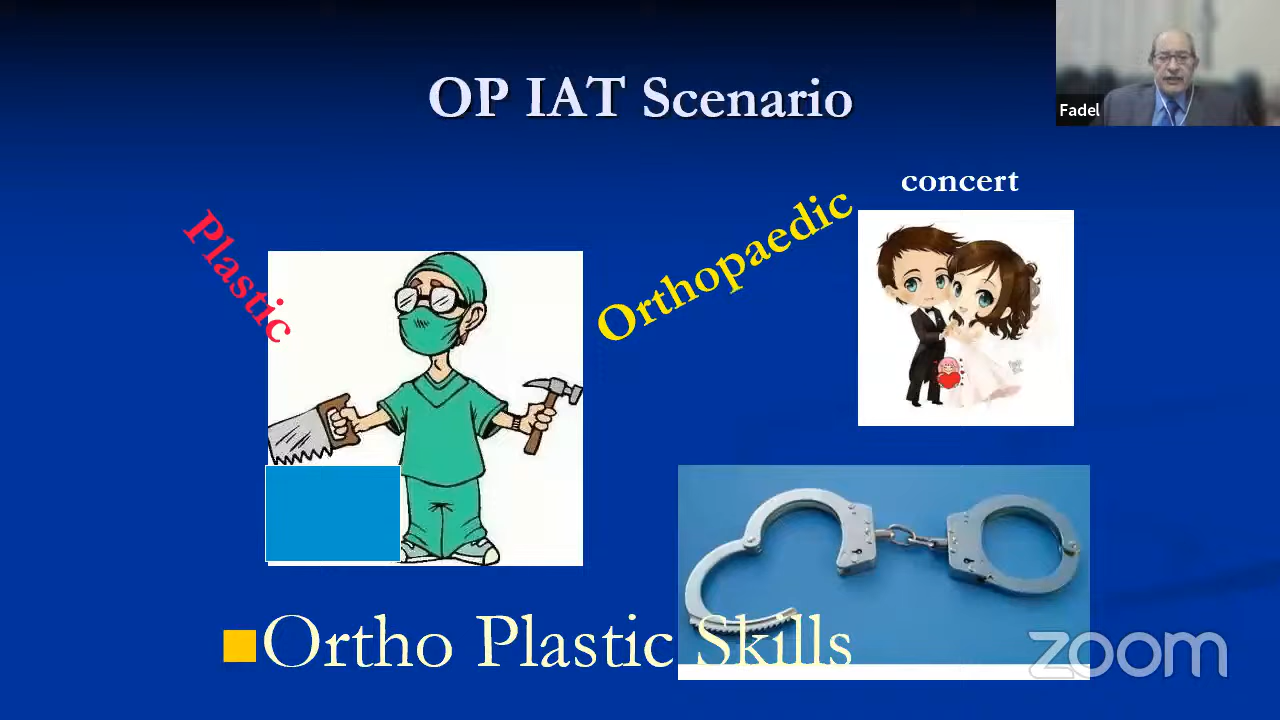 OP IAT Scenario
Fadel
concert
Plastic
Orthopaedic
Ortho Plastic Skills
zoom